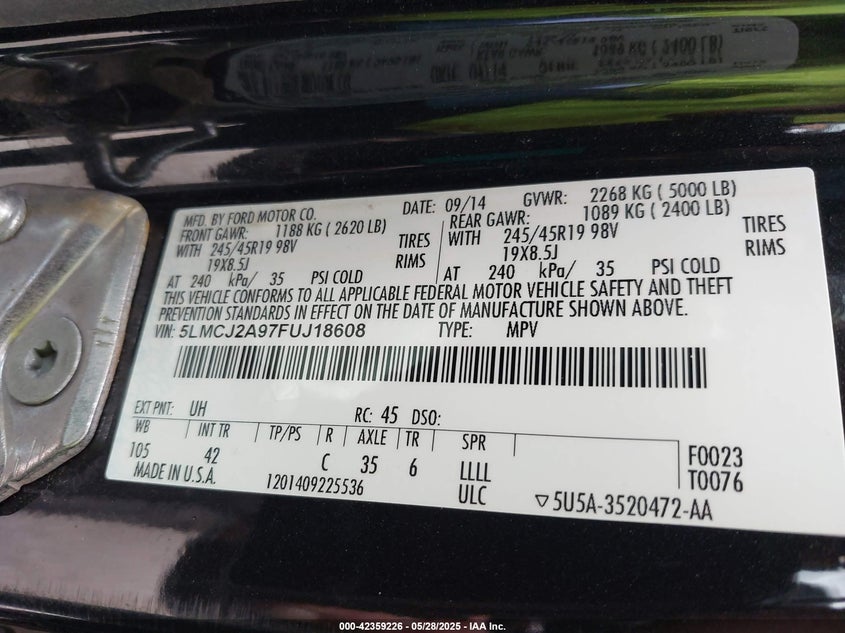 MFD. BY FORD MOTOR CO. DATE: 09/14 GVWR: 2268 KG ( 5000 LB)
FRONT GAWR: 1188 KG ( 2620 LB) REAR GAWR: 1089 KG ( 2400 LB)
WITH 245/45R19 98V TIRES WITH 245/45R19 98V TIRES
19X8.5J RIMS 19X8.5J RIMS
AT 240 kPa/ 35 PSI COLD AT 240 kPa/ 35 PSI COLD
THIS VEHICLE CONFORMS TO ALL APPLICABLE FEDERAL MOTOR VEHICLE SAFETY AND THEFT
PREVENTION STANDARDS IN EFFECT ON THE DATE OF MANUFACTURE SHOWN ABOVE.
VIN: 5LMCJ2A97FUJ18608 TYPE: MPV
EXT PNT: UH RC: 45 DSO:
WB INT TR TP/PS R AXLE TR SPR
105 42 C 35 6 LLLL F0023
MADE IN U.S.A. 1201409225536 ULC T0076
▽5U5A-3520472-AA
000-42359226 • 05/28/2025 • IAA Inc.